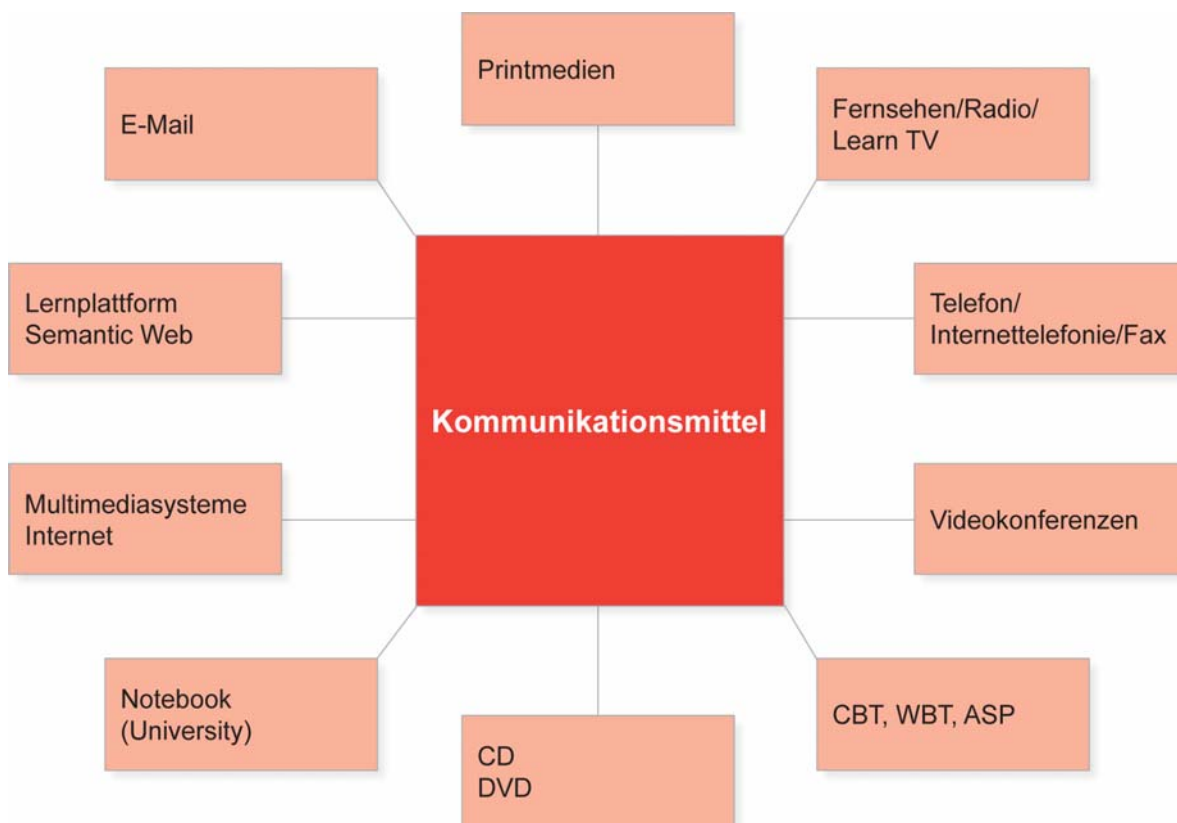 Printmedien
E-Mail
Fernsehen/Radio/
Learn TV
Lernplattform
Semantic Web
Telefon/
Internettelefonie/Fax
Kommunikationsmittel
Multimediasysteme
Internet
Videokonferenzen
Notebook
(University)
CBT, WBT, ASP
CD
DVD